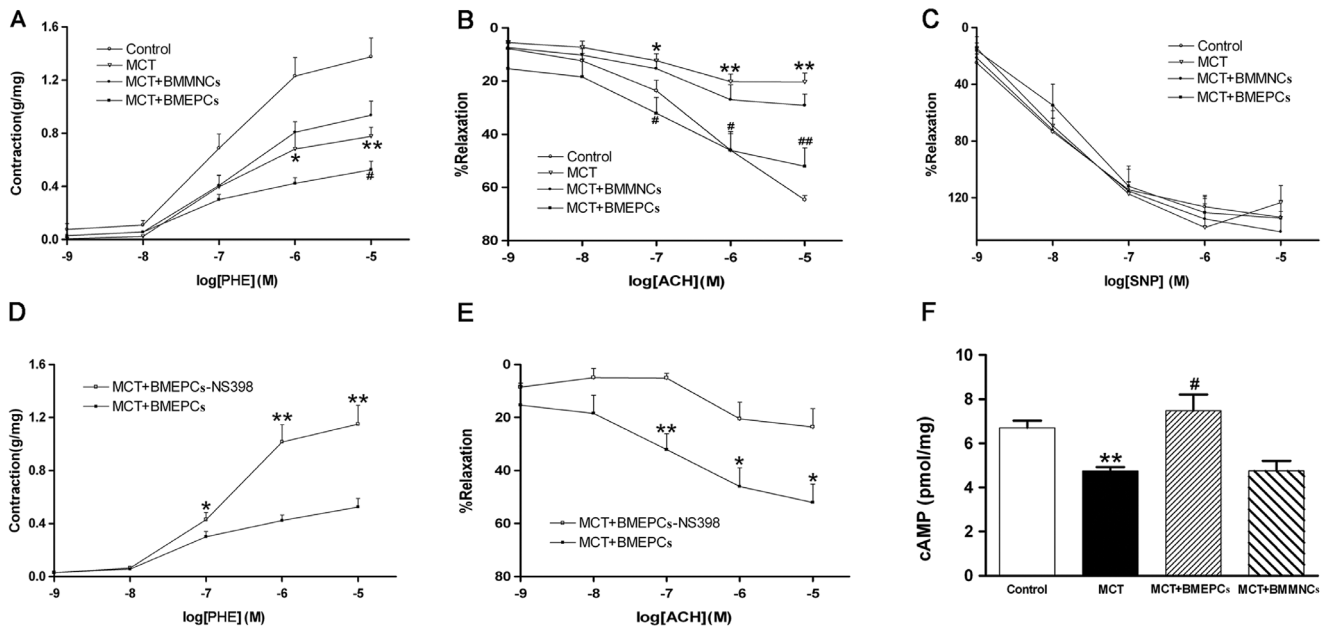 A
1.6
1.2
0.8
0.4
0.0
Contraction(g/mg)
Control
MCT
MCT+BMMNCs
MCT+BMEPCs
*
**
#
-9 -8 -7 -6 -5
log[PHE] (M)
B
0
20
40
60
80
%Relaxation
*
** **
# # ##
Control
MCT
MCT+BMMNCs
MCT+BMEPCs
-9 -8 -7 -6 -5
log[ACH] (M)
C
0
40
80
120
%Relaxation
Control
MCT
MCT+BMMNCs
MCT+BMEPCs
-9 -8 -7 -6 -5
log[SNP] (M)
D
1.6
1.2
0.8
0.4
0.0
Contraction(g/mg)
MCT+BMEPCs-NS398
MCT+BMEPCs
* ** **
-9 -8 -7 -6 -5
log[PHE] (M)
E
0
20
40
60
80
%Relaxation
** * *
MCT+BMEPCs-NS398
MCT+BMEPCs
-9 -8 -7 -6 -5
log[ACH] (M)
F
10
8
6
4
2
0
cAMP (pmol/mg)
**
#
Control MCT MCT+BMEPCs MCT+BMMNCs